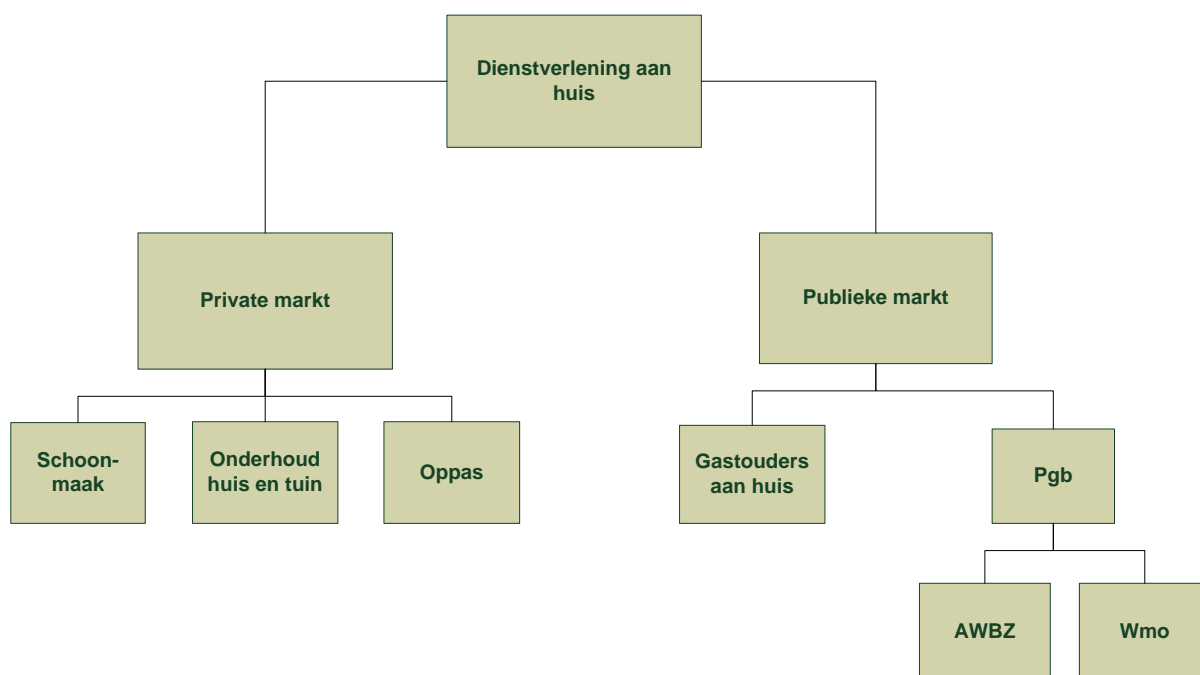 Dienstverlening aan
huis
Private markt
Publieke markt
Schoon-
maak
Onderhoud
huis en tuin
Oppas
Gastouders
aan huis
Pgb
AWBZ
Wmo